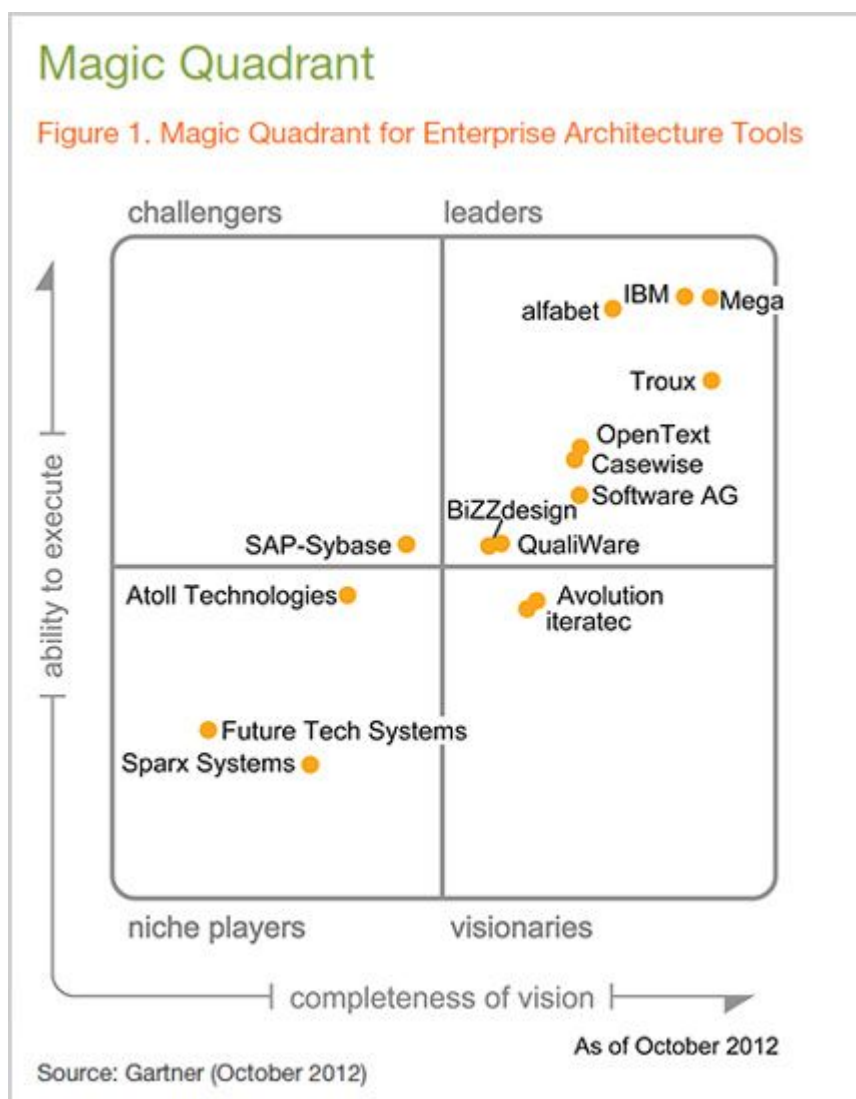 Magic Quadrant
Figure 1. Magic Quadrant for Enterprise Architecture Tools
challengers
leaders
alfabet
IBM
Mega
Troux
OpenText
Casewise
Software AG
BiZZdesign
SAP-Sybase
QualiWare
Atoll Technologies
Avolution
iteratec
Future Tech Systems
Sparx Systems
ability to execute
niche players
visionaries
completeness of vision
As of October 2012
Source: Gartner (October 2012)